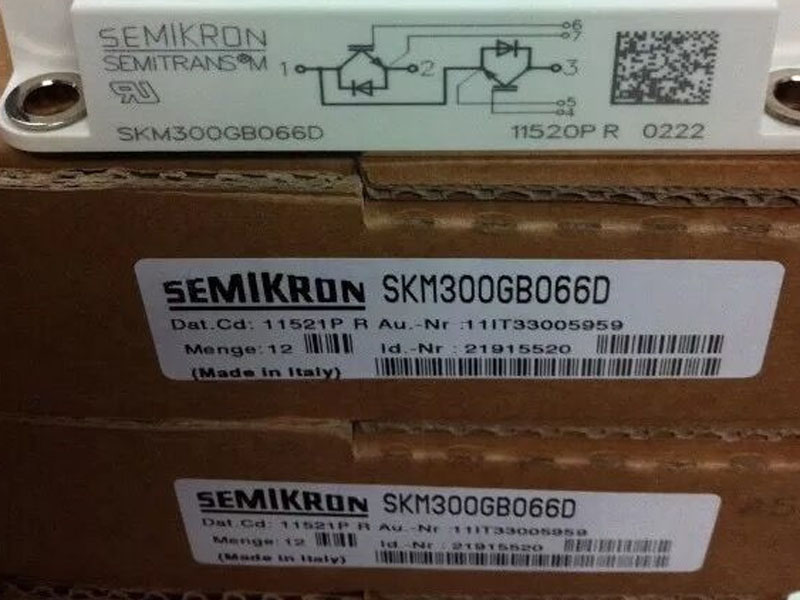 SEMIKRON
SEMITRANS®M
1 2 3 6 7 5 4
SKM300GB066D 11520P R 0222
SEMIKRON SKM300GB066D
Dat.Cd: 11521P R Au.-Nr :11IT33005959
Menge: 12 Id.-Nr : 21915520
(Made in Italy)
SEMIKRON SKM300GB066D
Dat.Cd: 11521P R Au.-Nr :11IT33005959
Menge: 12 Id.-Nr : 21915520
(Made in Italy)